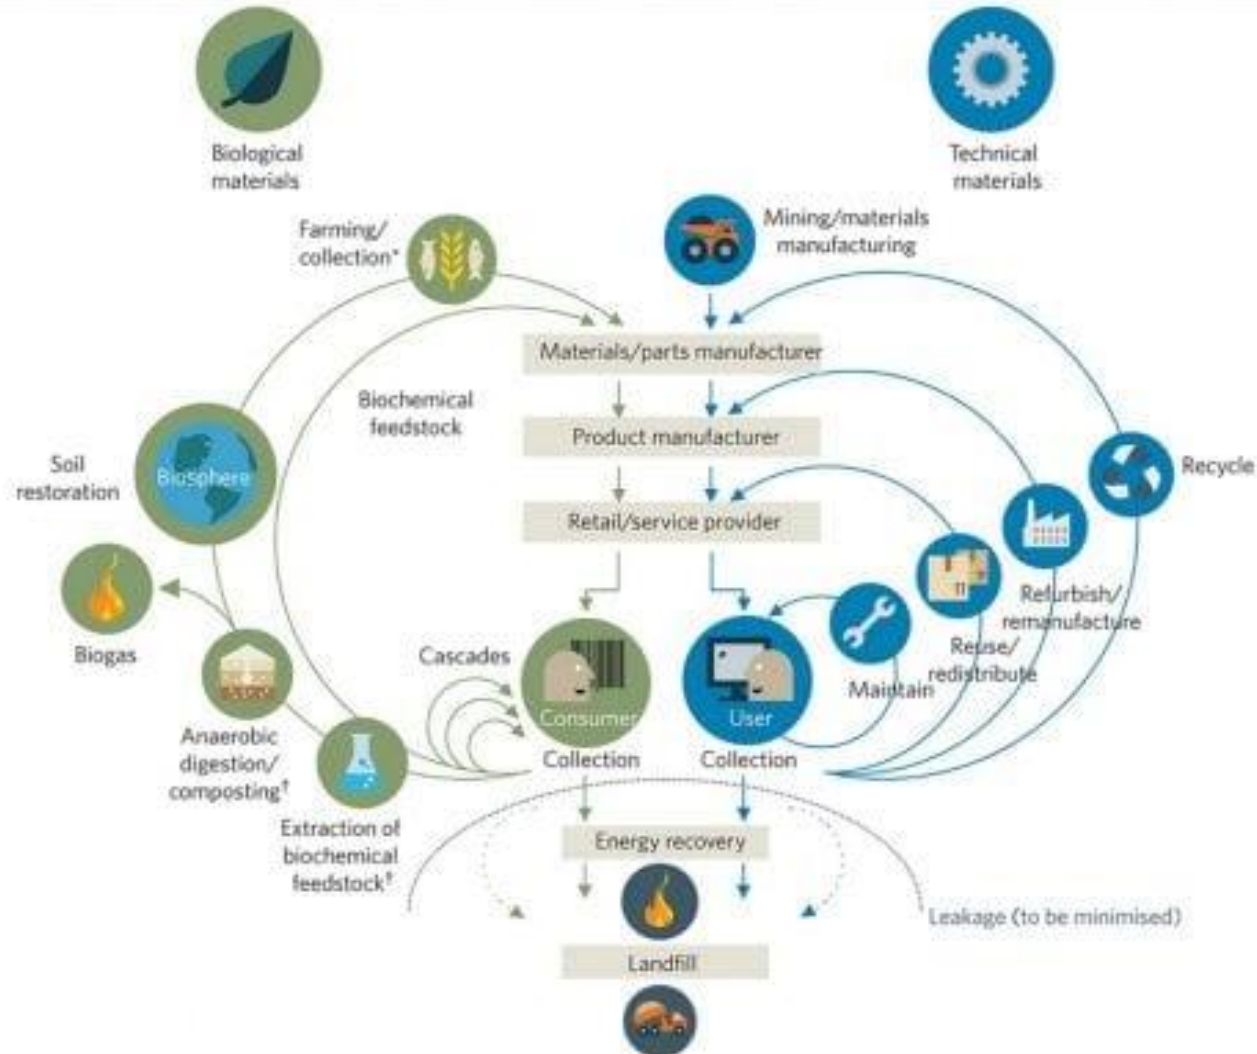 Biological
materials
Technical
materials
Farming/
collection*
Mining/materials
manufacturing
Materials/parts manufacturer
Biochemical
feedstock
Product manufacturer
Soil
restoration
Biosphere
Recycle
Retail/service provider
Refurbish/
remanufacture
Biogas
Cascades
Reuse/
redistribute
Maintain
Consumer
User
Anaerobic
digestion/
composting†
Collection
Collection
Extraction of
biochemical
feedstock†
Energy recovery
Leakage (to be minimised)
Landfill